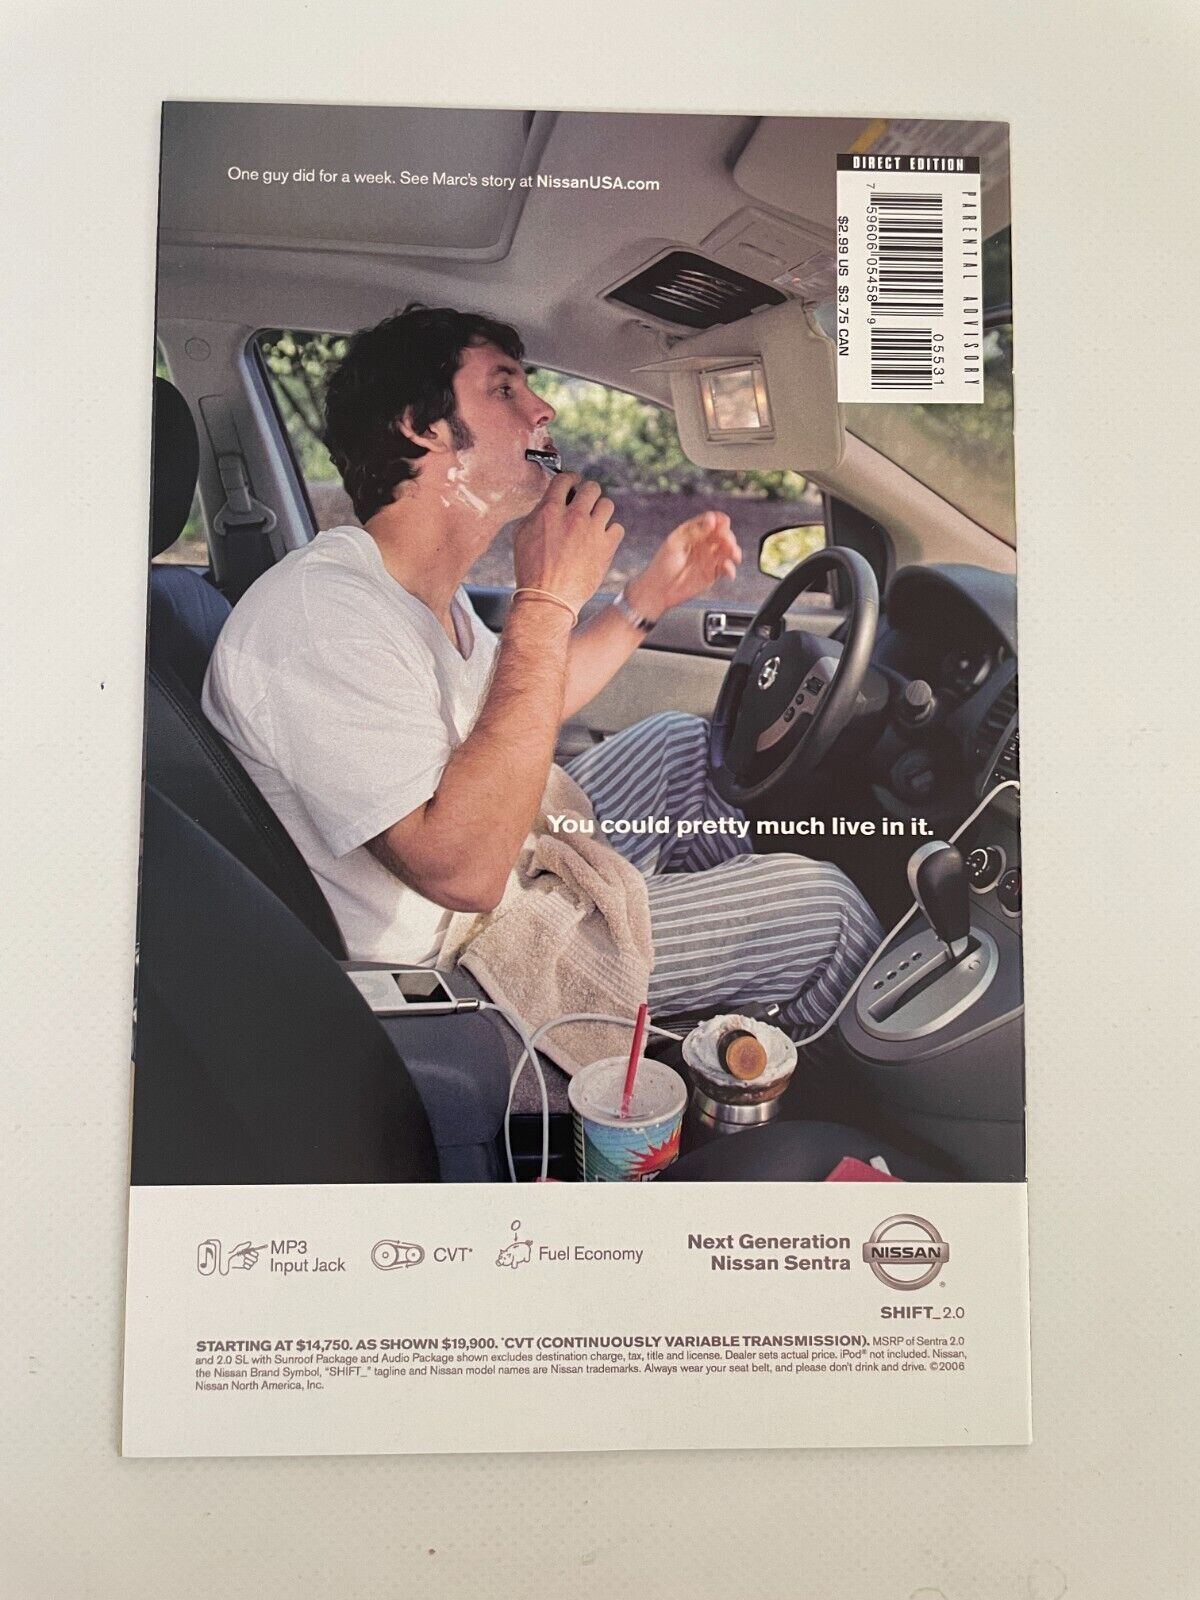 One guy did for a week. See Marc's story at NissanUSA.com
DIRECT EDITION
PARENTAL ADVISORY
7 59606 05458 9
05531
$2.99 US $3.75 CAN
You could pretty much live in it.
MP3
Input Jack
CVT*
Fuel Economy
Next Generation
Nissan Sentra
NISSAN
®
SHIFT_2.0
STARTING AT $14,750. AS SHOWN $19,900. *CVT (CONTINUOUSLY VARIABLE TRANSMISSION). MSRP of Sentra 2.0
and 2.0 SL with Sunroof Package and Audio Package shown excludes destination charge, tax, title and license. Dealer sets actual price. iPod® not included. Nissan,
the Nissan Brand Symbol, "SHIFT_" tagline and Nissan model names are Nissan trademarks. Always wear your seat belt, and please don't drink and drive. ©2006
Nissan North America, Inc.